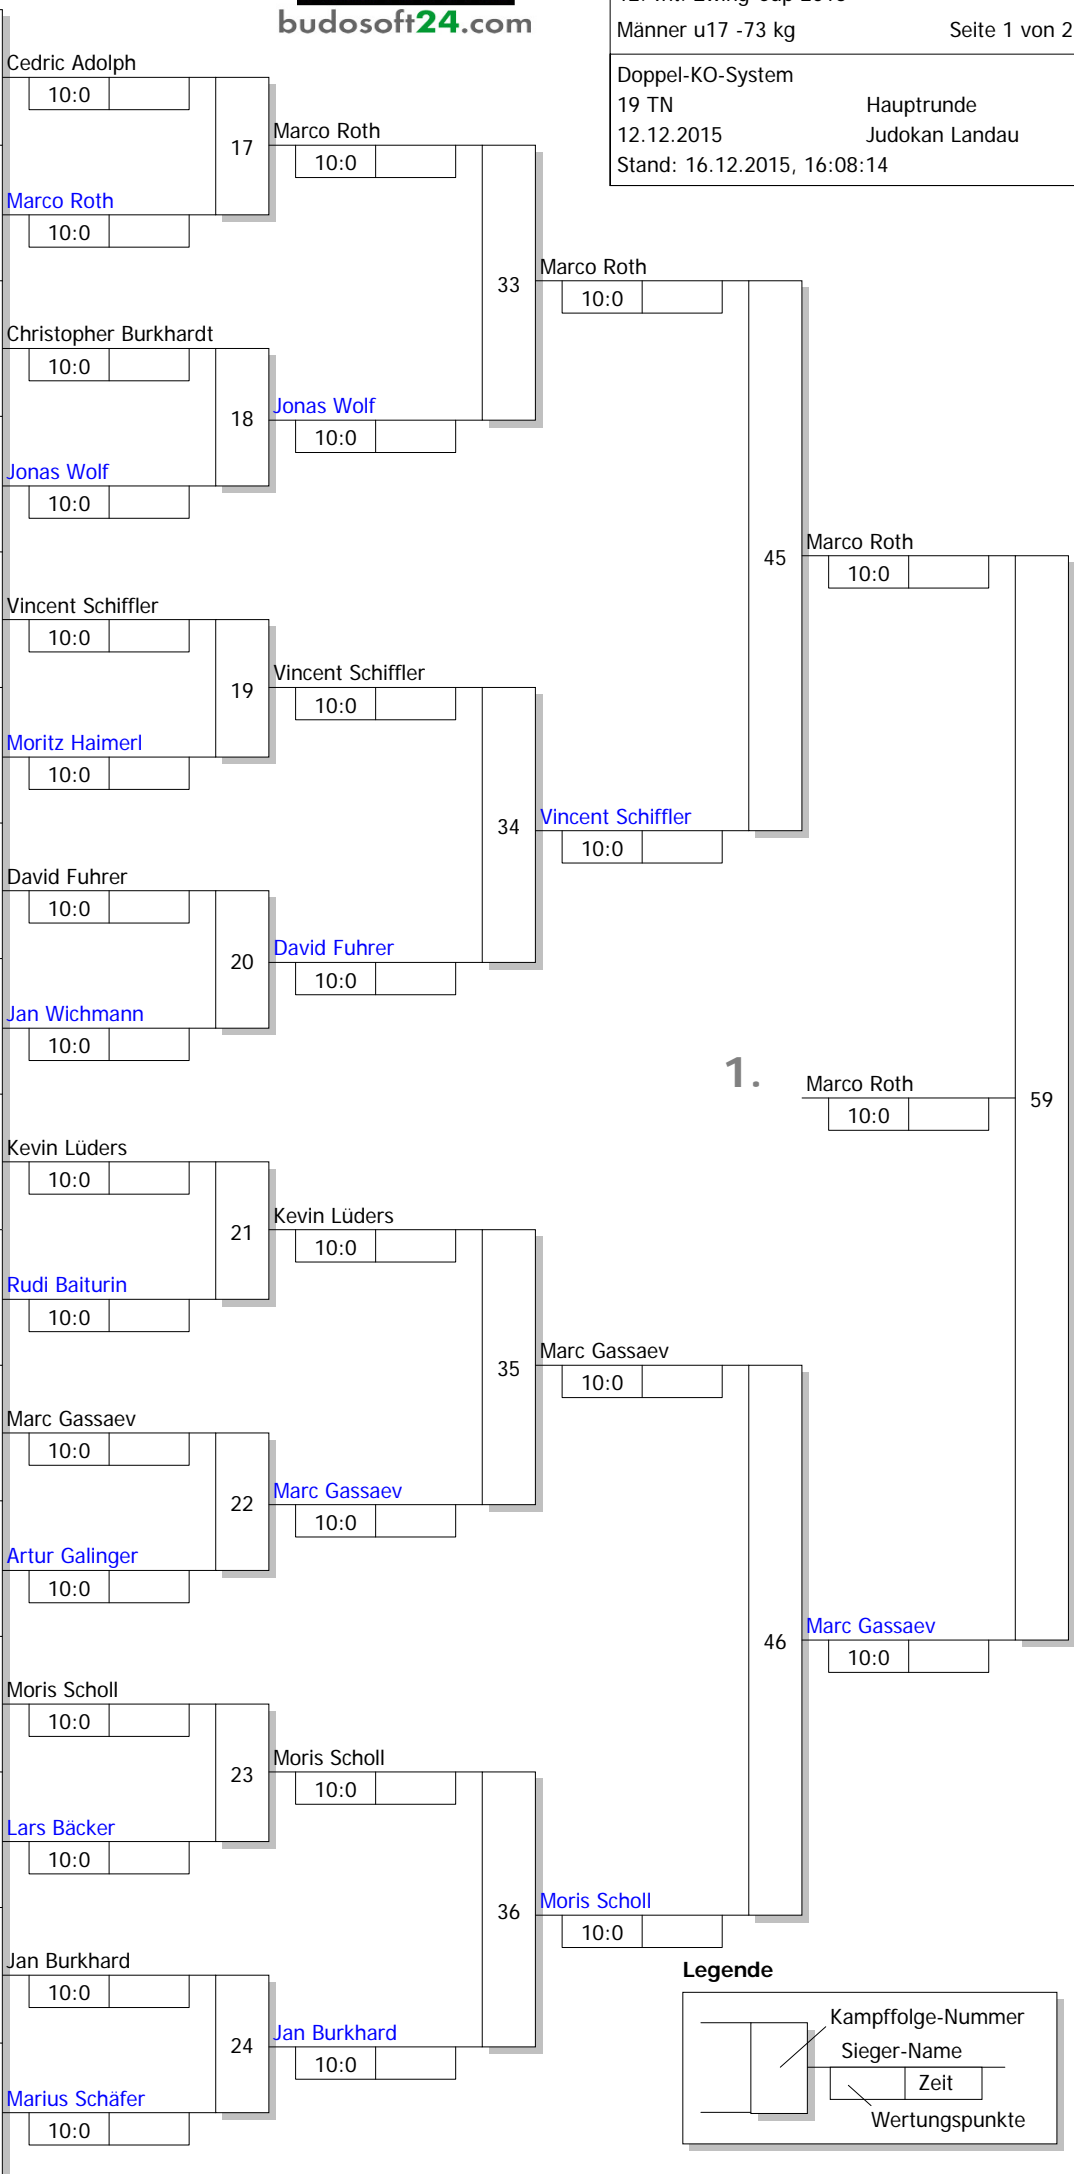 budosoft24.com
Männer u17 -73 kg Seite 1 von 2
Doppel-KO-System
19 TN Hauptrunde
12.12.2015 Judokan Landau
Stand: 16.12.2015, 16:08:14
Cedric Adolph
10:0
17
Marco Roth
10:0
Marco Roth
10:0
33
Marco Roth
10:0
Christopher Burkhardt
10:0
18
Jonas Wolf
10:0
Jonas Wolf
10:0
45
Marco Roth
10:0
Vincent Schiffler
10:0
19
Vincent Schiffler
10:0
Moritz Haimerl
10:0
34
Vincent Schiffler
10:0
David Fuhrer
10:0
20
David Fuhrer
10:0
Jan Wichmann
10:0
1.
Marco Roth
10:0
59
Kevin Lüders
10:0
21
Kevin Lüders
10:0
Rudi Baiturin
10:0
35
Marc Gassaev
10:0
Marc Gassaev
10:0
22
Marc Gassaev
10:0
Artur Galinger
10:0
46
Marc Gassaev
10:0
Moris Scholl
10:0
23
Moris Scholl
10:0
Lars Bäcker
10:0
36
Moris Scholl
10:0
Jan Burkhard
10:0
24
Jan Burkhard
10:0
Marius Schäfer
10:0
Legende
Kampffolge-Nummer
Sieger-Name
Zeit
Wertungspunkte